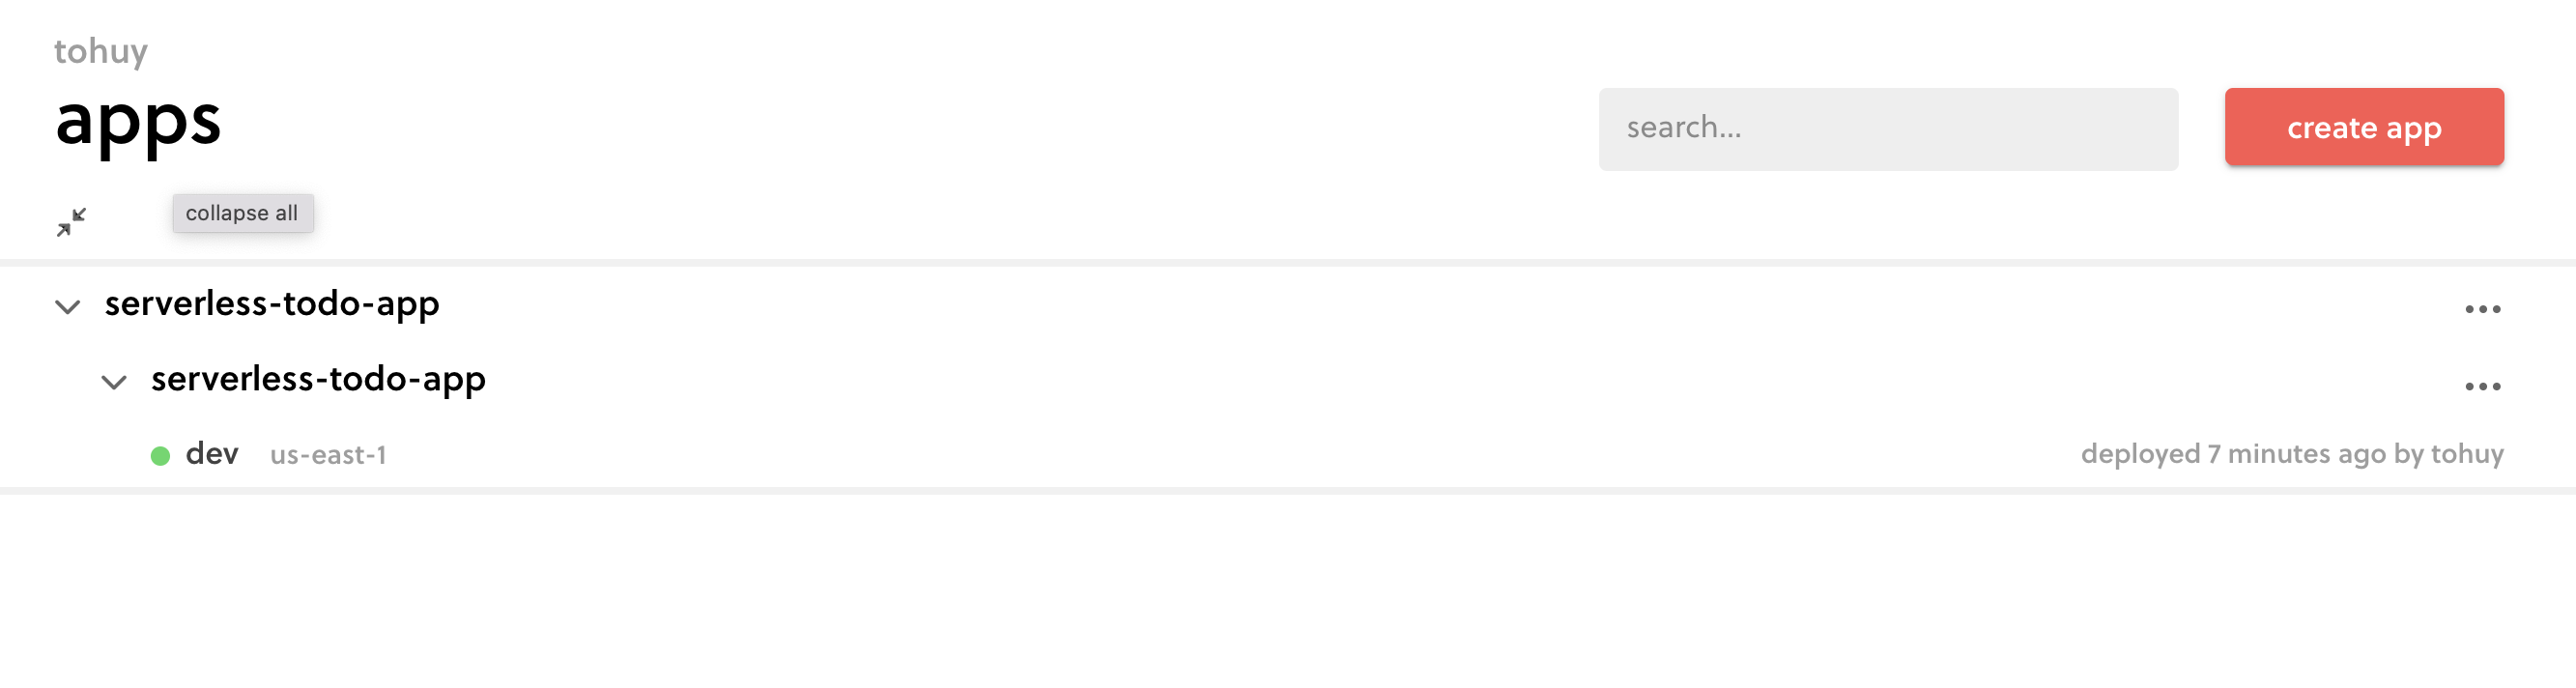 tohuy
apps
search...
create app
collapse all
serverless-todo-app
serverless-todo-app
dev us-east-1 deployed 7 minutes ago by tohuy